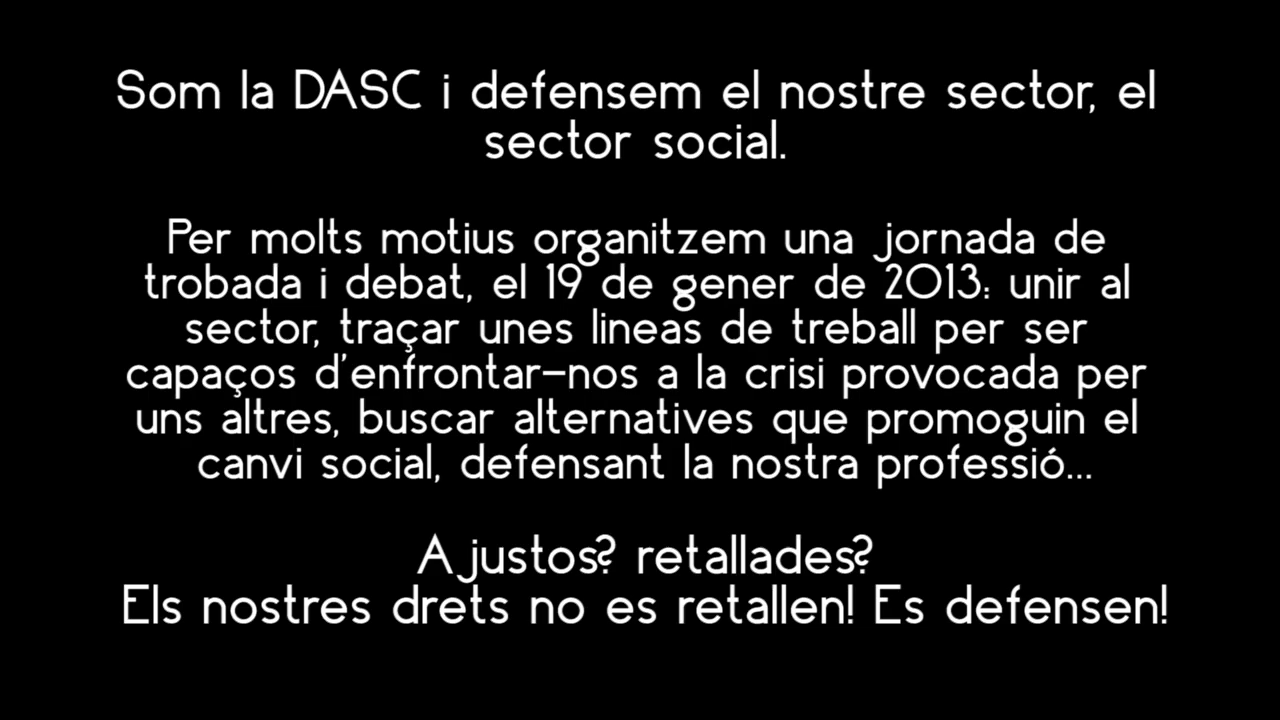 Som la DASC i defensem el nostre sector, el
sector social.
Per molts motius organitzem una jornada de
trobada i debat, el 19 de gener de 2013: unir al
sector, traçar unes lineas de treball per ser
capaços d'enfrontar-nos a la crisi provocada per
uns altres, buscar alternatives que promoguin el
canvi social, defensant la nostra professió...
Ajustos? retallades?
Els nostres drets no es retallen! Es defensen!